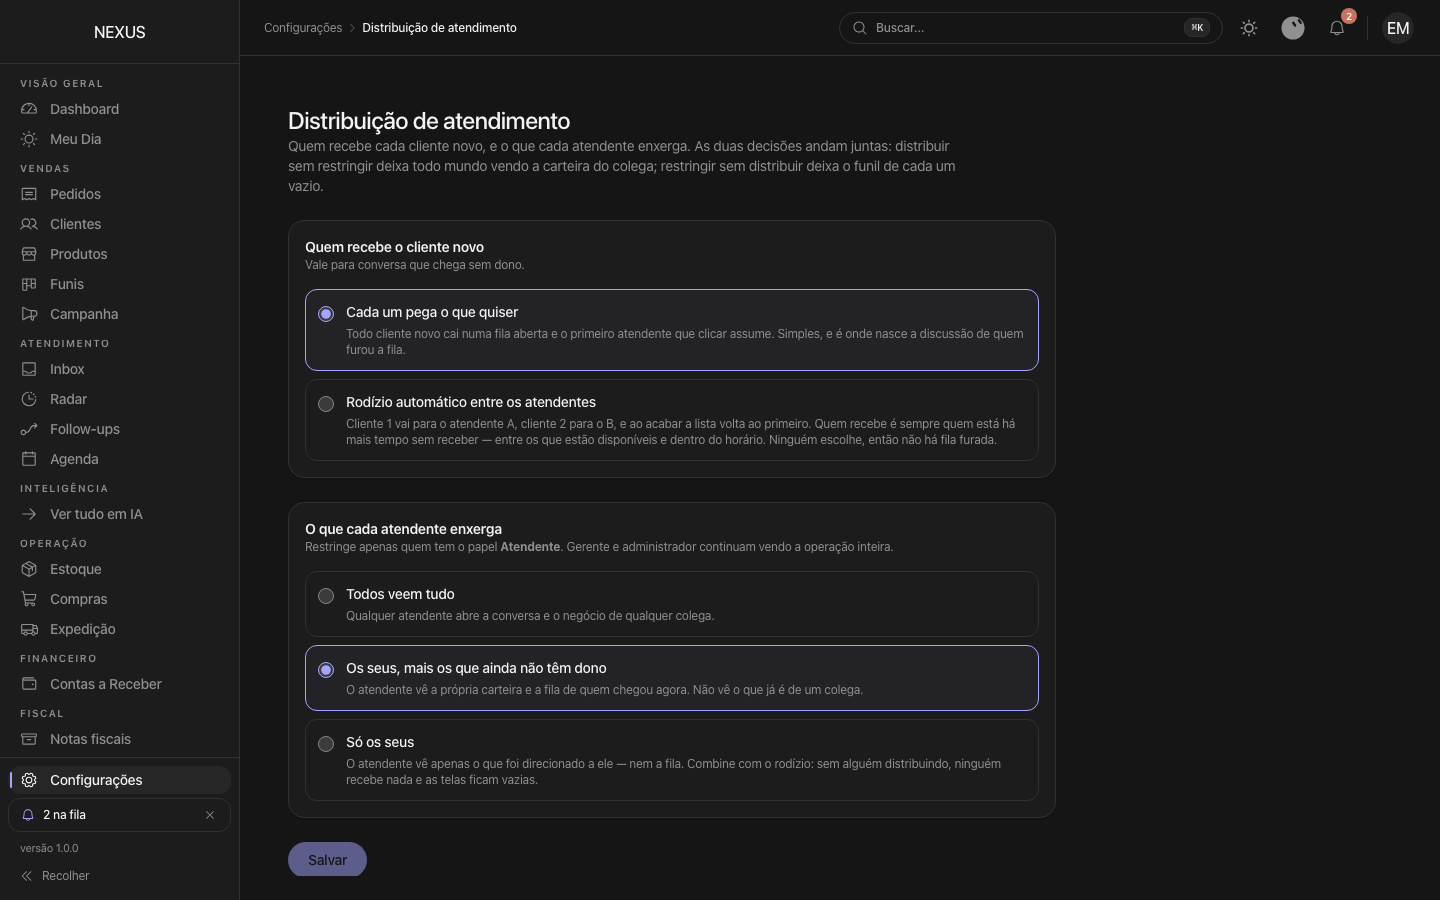 NEXUS
Configurações
Distribuição de atendimento
Buscar...
⌘K
2
EM
VISÃO GERAL
Dashboard
Meu Dia
VENDAS
Pedidos
Clientes
Produtos
Funis
Campanha
ATENDIMENTO
Inbox
Radar
Follow-ups
Agenda
INTELIGÊNCIA
Ver tudo em IA
OPERAÇÃO
Estoque
Compras
Expedição
FINANCEIRO
Contas a Receber
FISCAL
Notas fiscais
Configurações
2 na fila
versão 1.0.0
Recolher
Distribuição de atendimento
Quem recebe cada cliente novo, e o que cada atendente enxerga. As duas decisões andam juntas: distribuir
sem restringir deixa todo mundo vendo a carteira do colega; restringir sem distribuir deixa o funil de cada um
vazio.
Quem recebe o cliente novo
Vale para conversa que chega sem dono.
Cada um pega o que quiser
Todo cliente novo cai numa fila aberta e o primeiro atendente que clicar assume. Simples, e é onde nasce a discussão de quem
furou a fila.
Rodízio automático entre os atendentes
Cliente 1 vai para o atendente A, cliente 2 para o B, e ao acabar a lista volta ao primeiro. Quem recebe é sempre quem está há
mais tempo sem receber — entre os que estão disponíveis e dentro do horário. Ninguém escolhe, então não há fila furada.
O que cada atendente enxerga
Restringe apenas quem tem o papel Atendente. Gerente e administrador continuam vendo a operação inteira.
Todos veem tudo
Qualquer atendente abre a conversa e o negócio de qualquer colega.
Os seus, mais os que ainda não têm dono
O atendente vê a própria carteira e a fila de quem chegou agora. Não vê o que já é de um colega.
Só os seus
O atendente vê apenas o que foi direcionado a ele — nem a fila. Combine com o rodízio: sem alguém distribuindo, ninguém
recebe nada e as telas ficam vazias.
Salvar